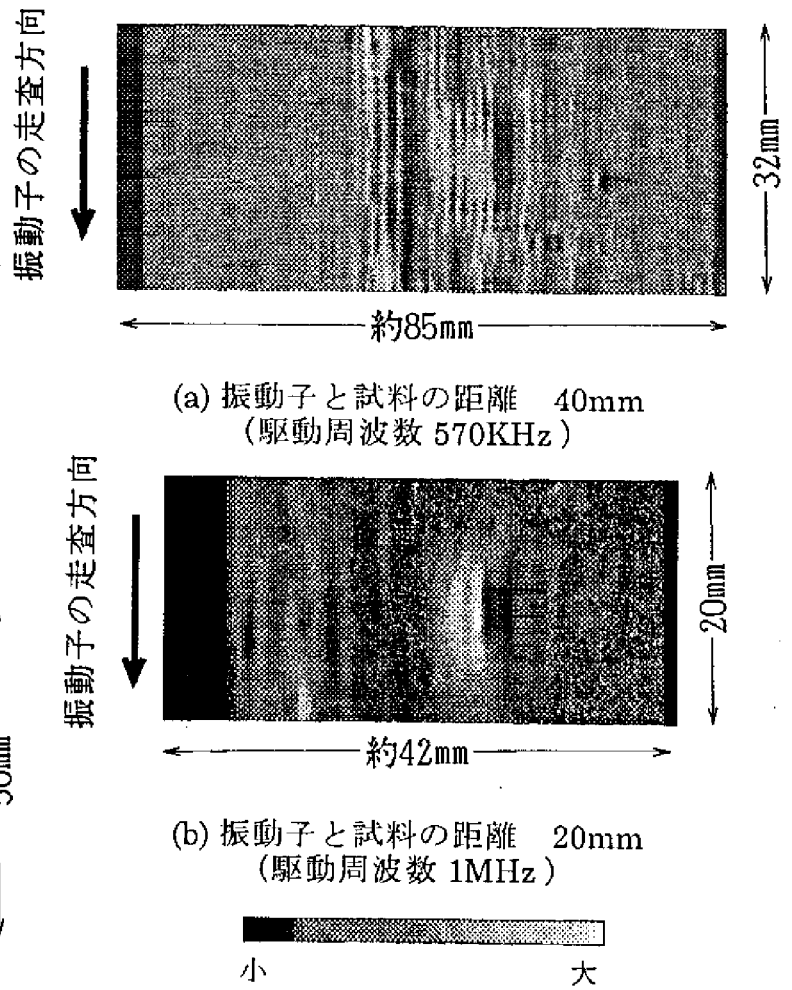 振動子の走査方向
32mm
約85mm
(a) 振動子と試料の距離　40mm
(駆動周波数 570KHz)
振動子の走査方向
20mm
約42mm
(b) 振動子と試料の距離　20mm
(駆動周波数 1MHz)
小　大